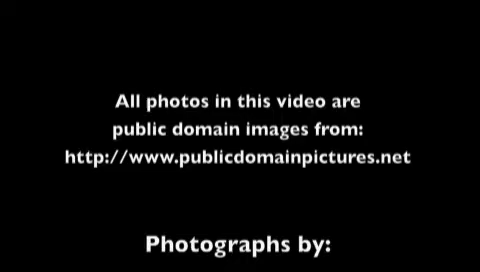 All photos in this video are
public domain images from:
http://www.publicdomainpictures.net
Photographs by: